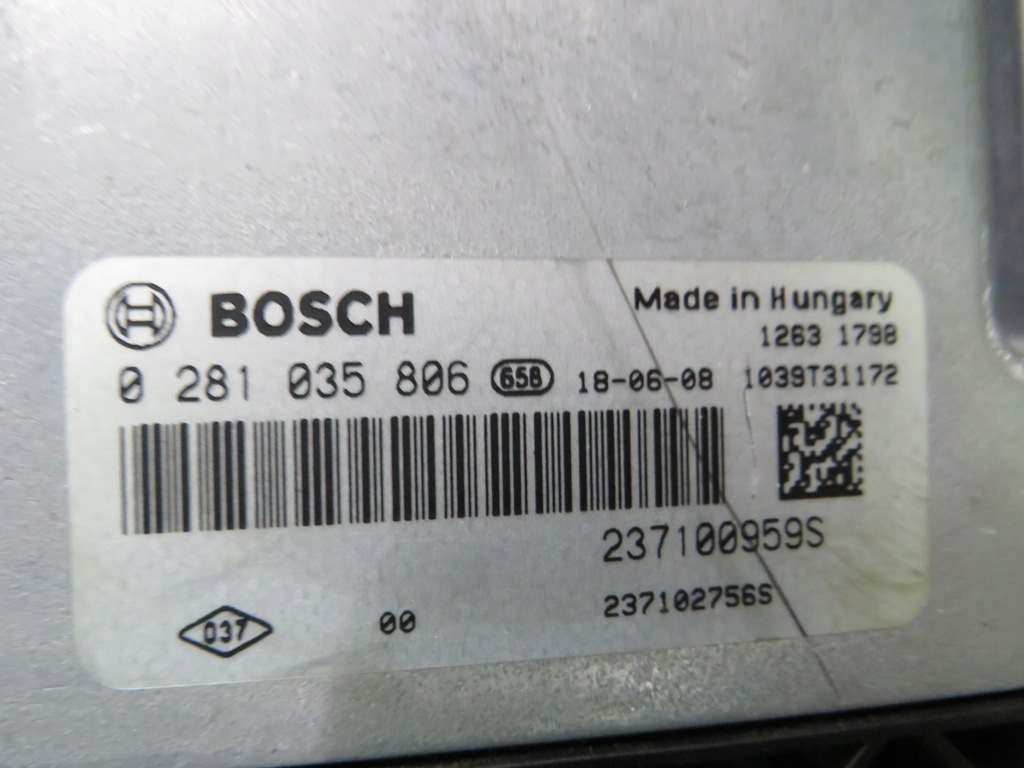 BOSCH
Made in Hungary
1263 1798
0 281 035 806 658 18-06-08 1039T31172
237100959S
037 00 237102756S